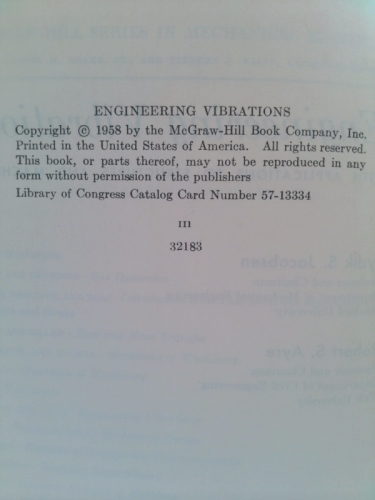 ENGINEERING VIBRATIONS
Copyright © 1958 by the McGraw-Hill Book Company, Inc.
Printed in the United States of America. All rights reserved.
This book, or parts thereof, may not be reproduced in any
form without permission of the publishers
Library of Congress Catalog Card Number 57-13334
III
32183